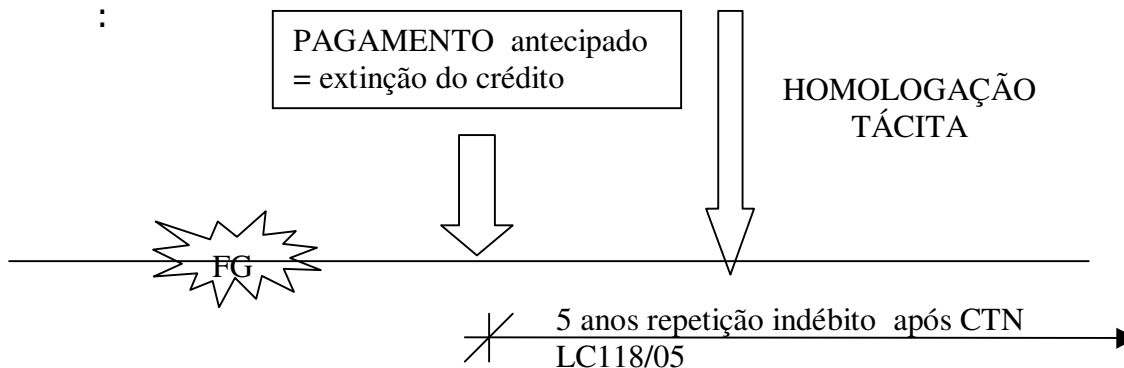 :
PAGAMENTO antecipado
= extinção do crédito
HOMOLOGAÇÃO
TÁCITA
FG
5 anos repetição indébito após CTN
LC118/05